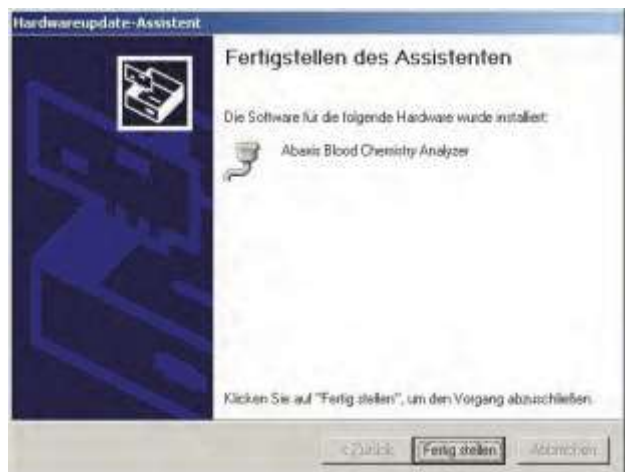 Hardwareupdate-Assistent
Fertigstellen des Assistenten
Die Software für die folgende Hardware wurde installiert:
Abaxis Blood Chemistry Analyzer
Klicken Sie auf "Fertig stellen", um den Vorgang abzuschließen.
< Zurück Fertig stellen Abbrechen